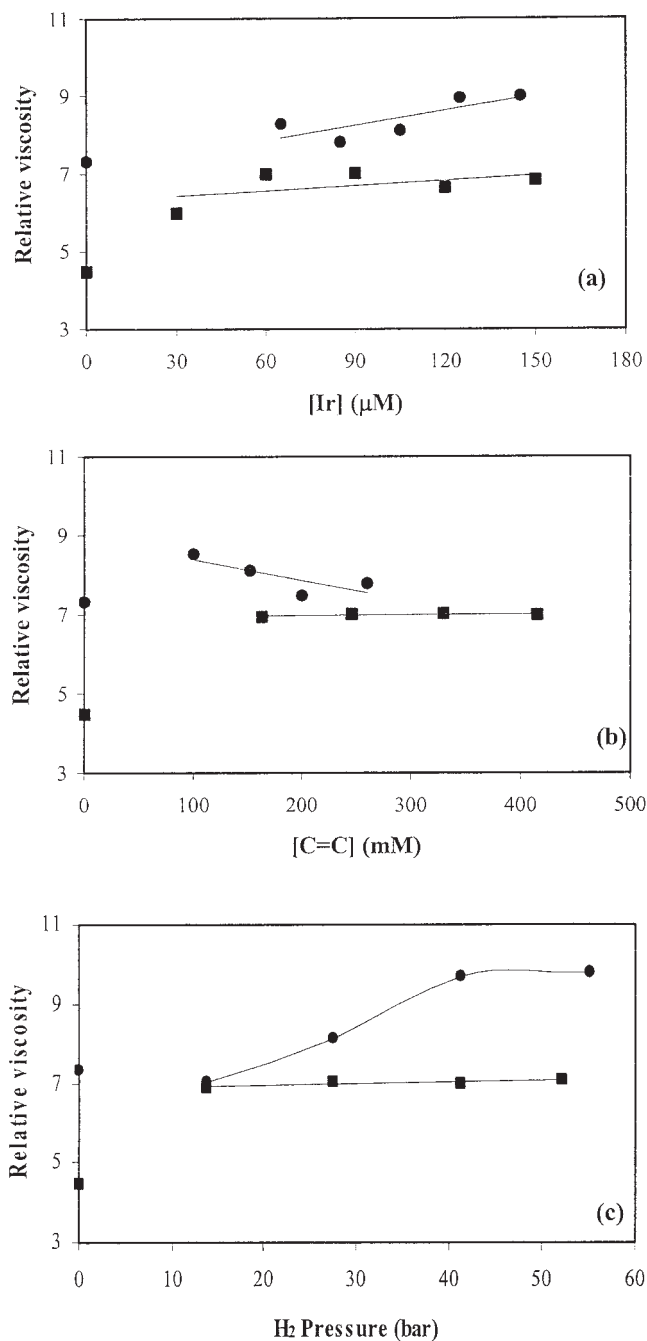 11
9
7
5
3
Relative viscosity
(a)
0 30 60 90 120 150 180
[Ir] (μM)
11
9
7
5
3
Relative viscosity
(b)
0 100 200 300 400 500
[C=C] (mM)
11
9
7
5
3
Relative viscosity
(c)
0 10 20 30 40 50 60
H2 Pressure (bar)